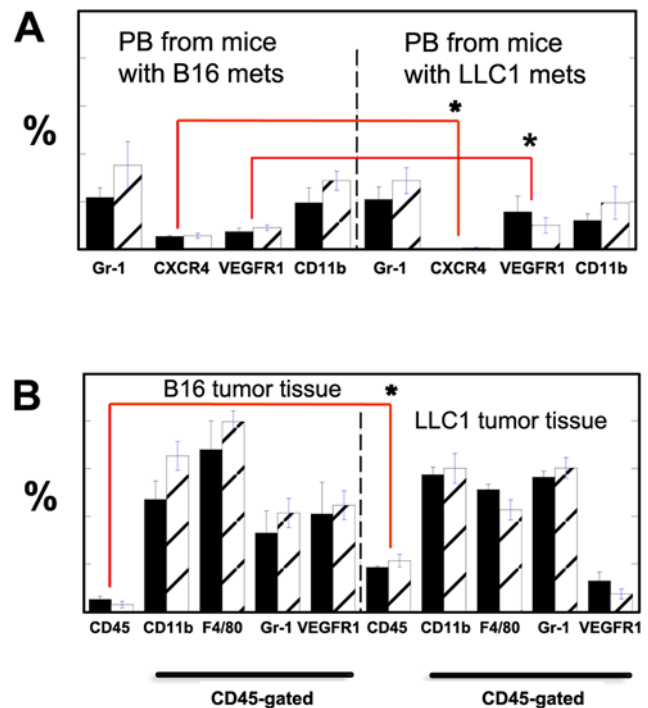 A
PB from mice
with B16 mets
PB from mice
with LLC1 mets
*
*
%
Gr-1 CXCR4 VEGFR1 CD11b Gr-1 CXCR4 VEGFR1 CD11b
B
B16 tumor tissue
*
LLC1 tumor tissue
%
CD45 CD11b F4/80 Gr-1 VEGFR1 CD45 CD11b F4/80 Gr-1 VEGFR1
CD45-gated CD45-gated